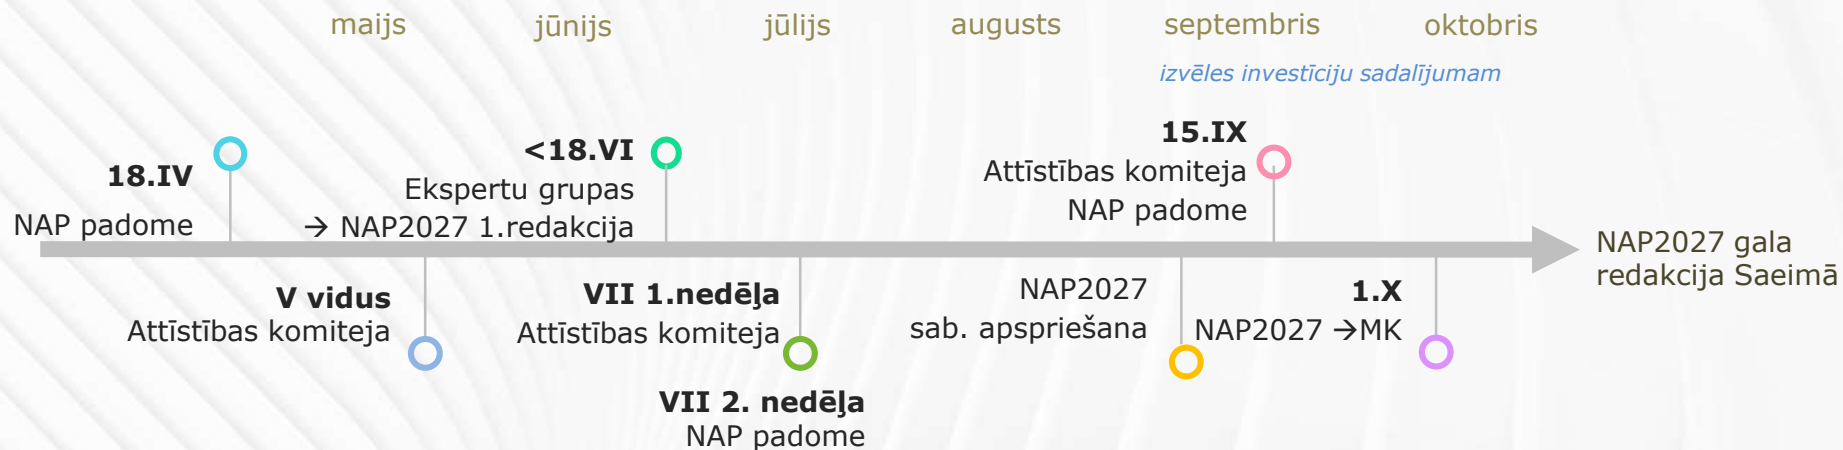 maijs
jūnijs
jūlijs
augusts
septembris
oktobris
izvēles investīciju sadalījumam
18.IV
NAP padome
<18.VI
Ekspertu grupas
→ NAP2027 1.redakcija
15.IX
Attīstības komiteja
NAP padome
V vidus
Attīstības komiteja
VII 1.nedēļa
Attīstības komiteja
VII 2. nedēļa
NAP padome
NAP2027
sab. apspriešana
1.X
NAP2027 →MK
NAP2027 gala
redakcija Saeimā